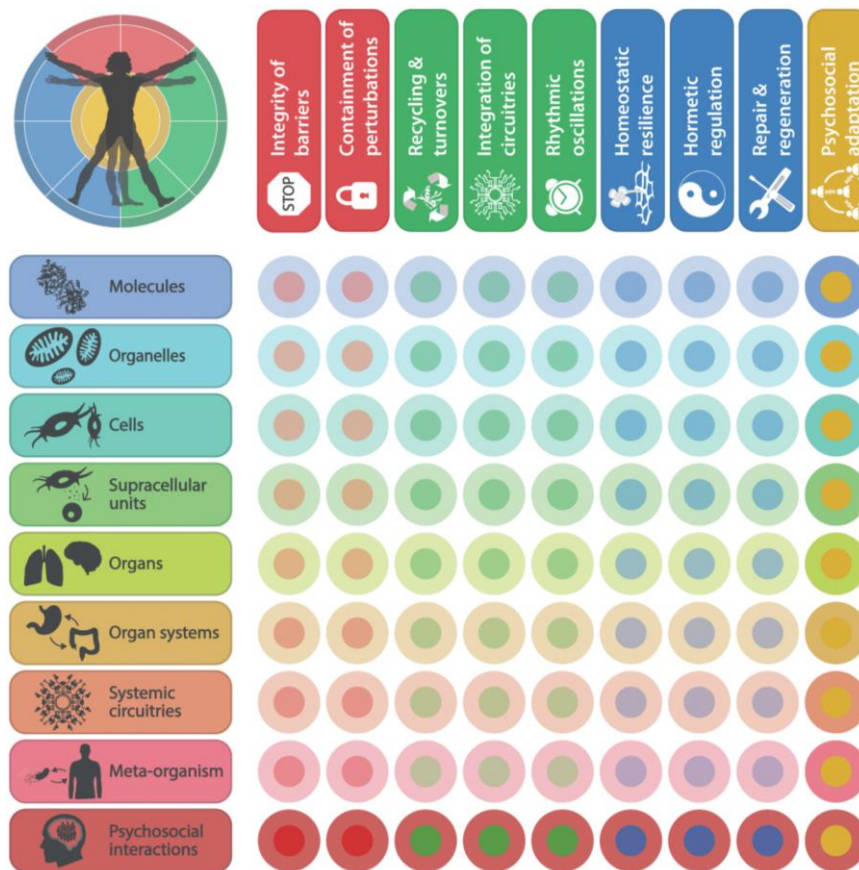 Integrity of
barriers
Containment of
perturbations
Recycling &
turnovers
Integration of
circuitries
Rhythmic
oscillations
Homeostatic
resilience
Hormetic
regulation
Repair &
regeneration
Psychosocial
adaptation
STOP
Molecules
Organelles
Cells
Supracellular
units
Organs
Organ systems
Systemic
circuitries
Meta-organism
Psychosocial
interactions